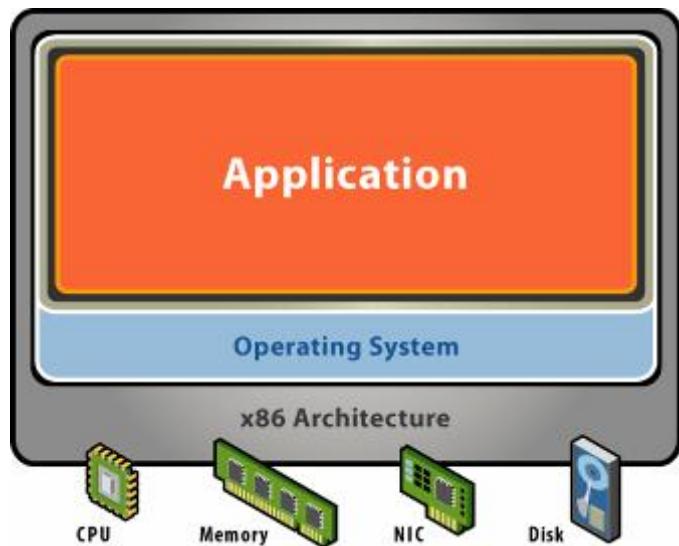 Application
Operating System
x86 Architecture
CPU
Memory
NIC
Disk